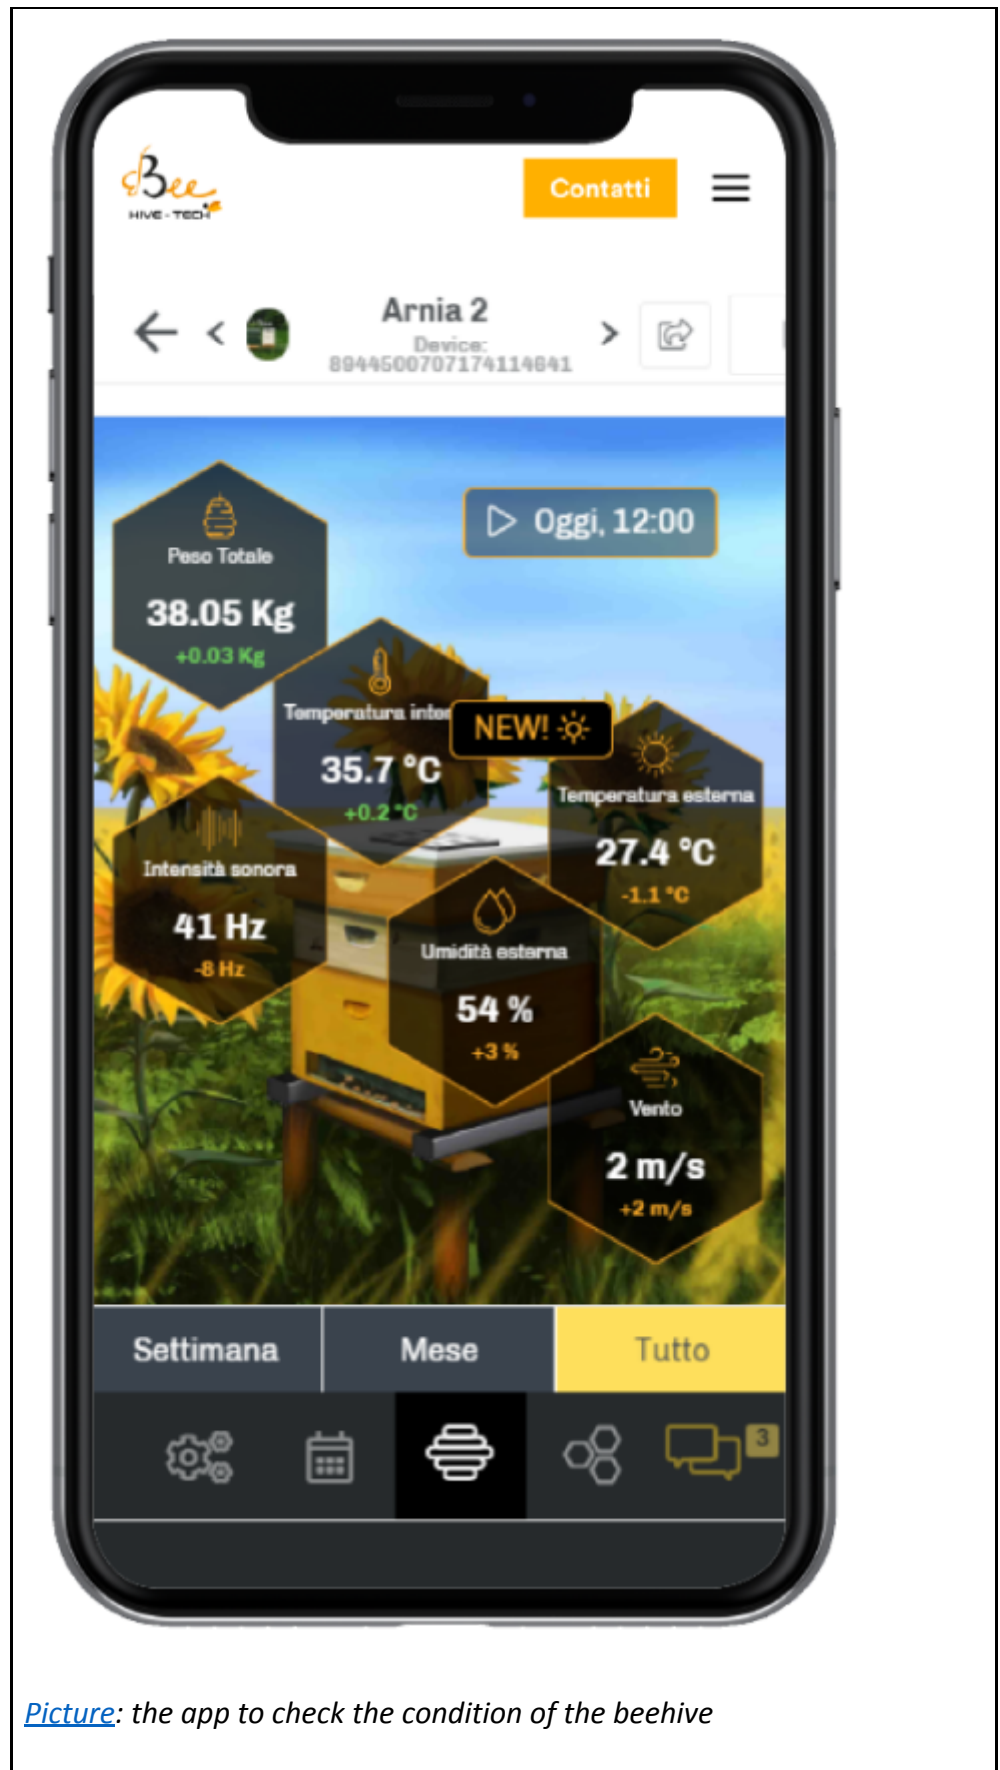 Bee
HIVE-TECH
Contatti
Arnia 2
Device:
8944500707174114641
Oggi, 12:00
Peso Totale
38.05 Kg
+0.03 Kg
Temperatura inter
35.7 °C
+0.2 °C
NEW!
Temperatura esterna
27.4 °C
-1.1 °C
Intensità sonora
41 Hz
-8 Hz
Umidità esterna
54 %
+3 %
Vento
2 m/s
+2 m/s
Settimana
Mese
Tutto
3
Picture: the app to check the condition of the beehive